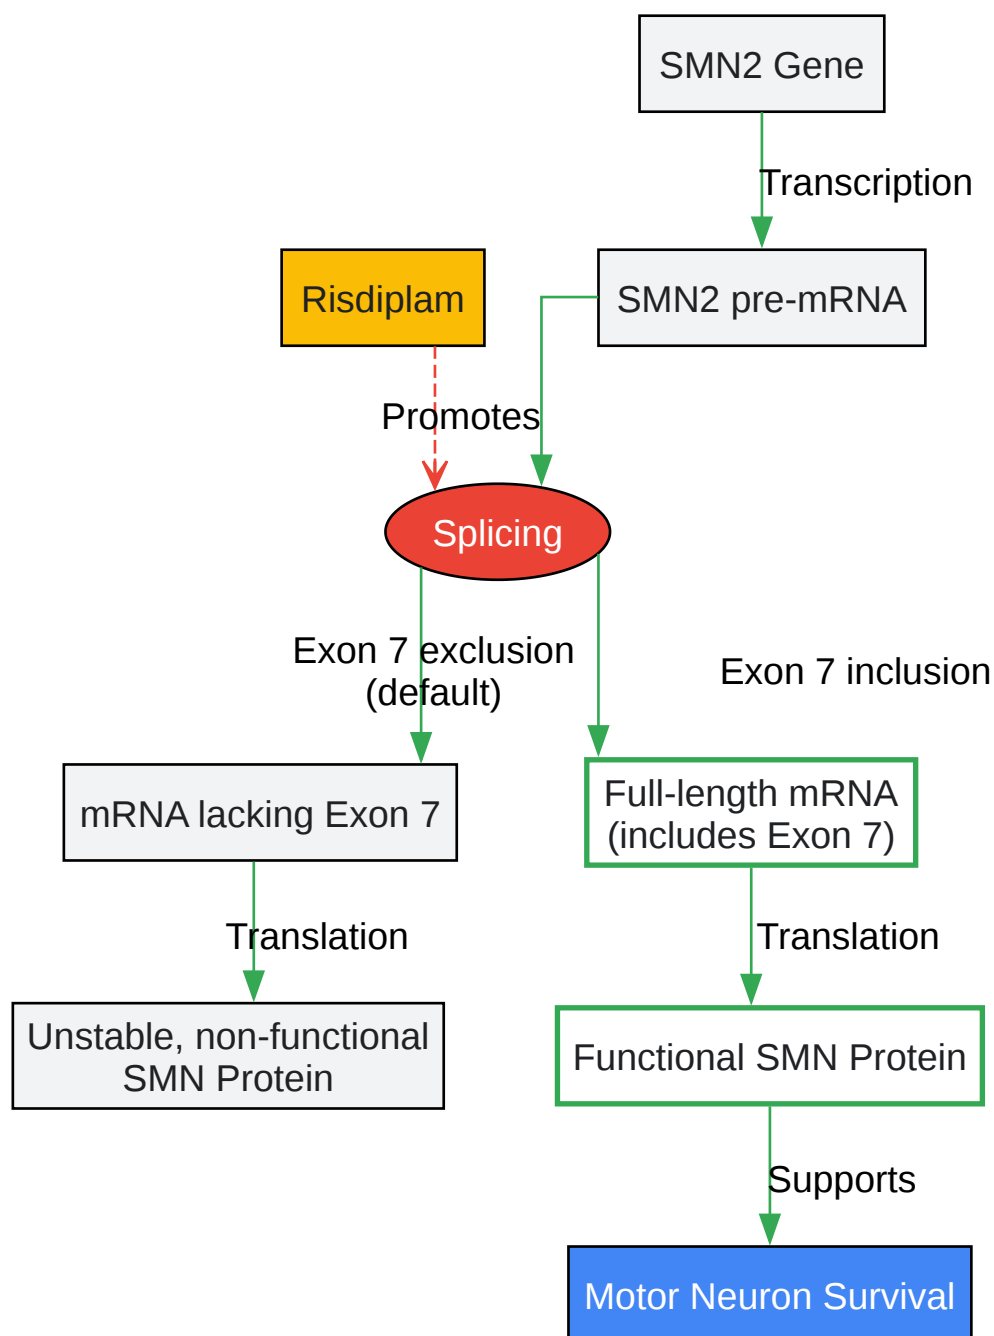 SMN2 Gene
Transcription
Risdiplam
SMN2 pre-mRNA
Promotes
Splicing
Exon 7 exclusion
(default)
Exon 7 inclusion
mRNA lacking Exon 7
Full-length mRNA
(includes Exon 7)
Translation
Translation
Unstable, non-functional
SMN Protein
Functional SMN Protein
Supports
Motor Neuron Survival